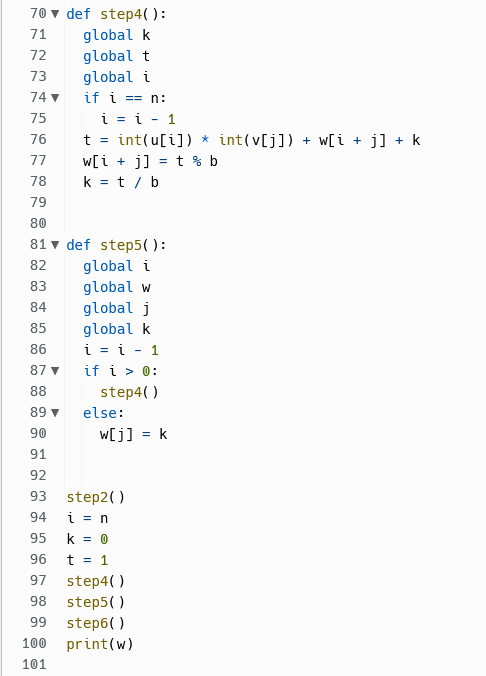 70 def step4():
71   global k
72   global t
73   global i
74   if i == n:
75     i = i - 1
76   t = int(u[i]) * int(v[j]) + w[i + j] + k
77   w[i + j] = t % b
78   k = t / b
79
80
81 def step5():
82   global i
83   global w
84   global j
85   global k
86   i = i - 1
87   if i > 0:
88     step4()
89   else:
90     w[j] = k
91
92
93 step2()
94 i = n
95 k = 0
96 t = 1
97 step4()
98 step5()
99 step6()
100 print(w)
101